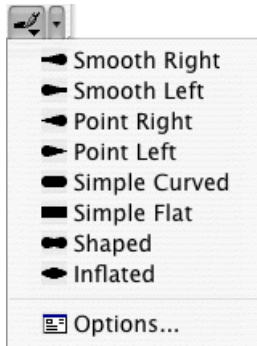 Smooth Right
Smooth Left
Point Right
Point Left
Simple Curved
Simple Flat
Shaped
Inflated
Options...